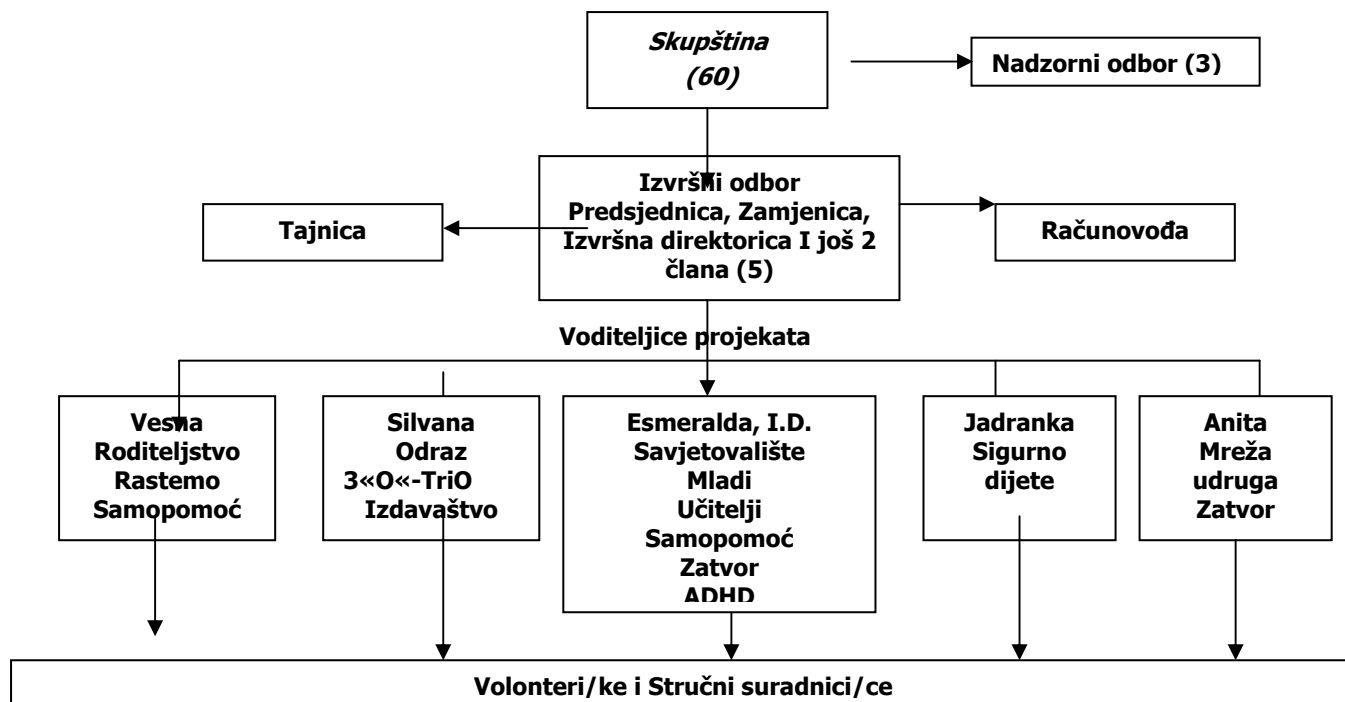 Skupština
(60)
Nadzorni odbor (3)
Izvršni odbor
Predsjednica, Zamjenica,
Izvršna direktorica I još 2
člana (5)
Tajnica
Računovođa
Voditeljice projekata
Vesna
Roditeljstvo
Rastemo
Samopomoć
Silvana
Odraz
3«O«-TriO
Izdavaštvo
Esmeralda, I.D.
Savjetovalište
Mladi
Učitelji
Samopomoć
Zatvor
ADHD
Jadranka
Sigurno
dijete
Anita
Mreža
udruga
Zatvor
Volonteri/ke i Stručni suradnici/ce